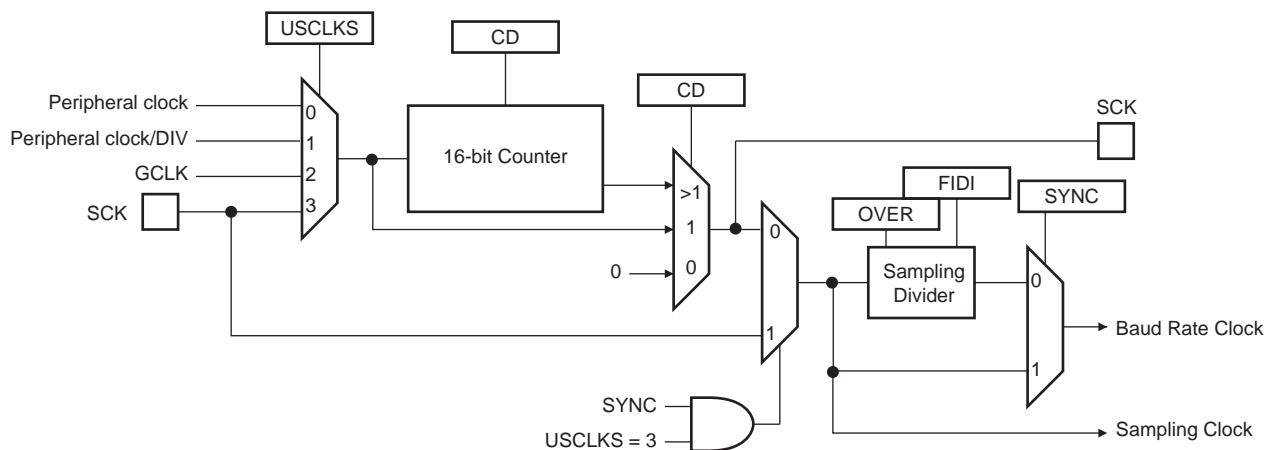 USCLKS
CD
Peripheral clock
Peripheral clock/DIV
GCLK
SCK
0
1
2
3
16-bit Counter
CD
>1
1
0
0
SCK
0
1
FIDI
OVER
SYNC
Sampling
Divider
0
1
Baud Rate Clock
SYNC
USCLKS = 3
Sampling Clock